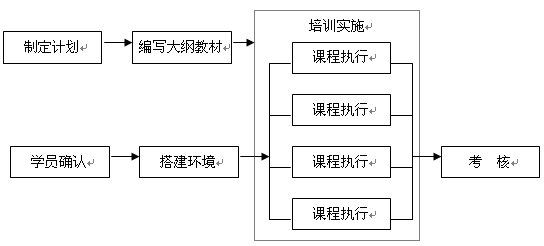 制定计划
编写大纲教材
培训实施
课程执行
课程执行
学员确认
搭建环境
课程执行
考 核
课程执行